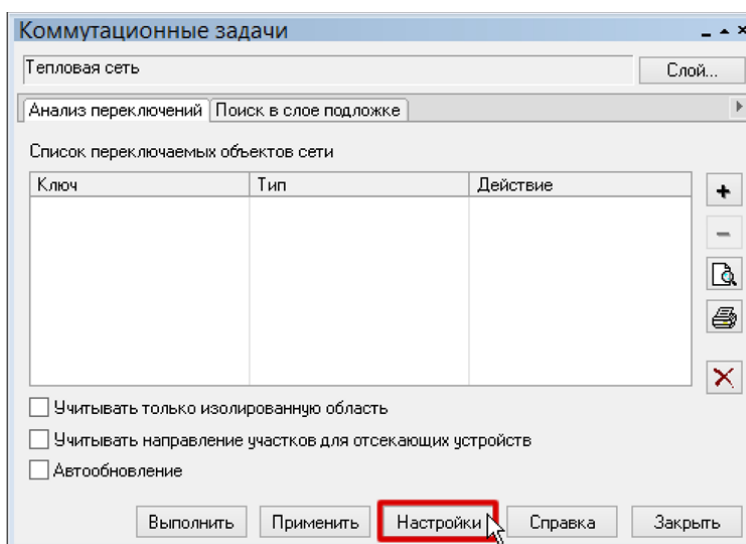 Коммутационные задачи
Тепловая сеть
Слой...
Анализ переключений Поиск в слое подложке
Список переключаемых объектов сети
Ключ Тип Действие
Учитывать только изолированную область
Учитывать направление участков для отсекающих устройств
Автообновление
Выполнить Применить Настройки Справка Закрыть